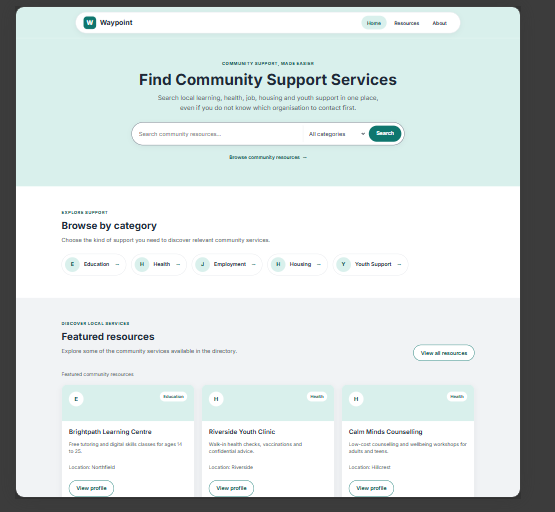 W Waypoint
Home Resources About
COMMUNITY SUPPORT, MADE EASIER
Find Community Support Services
Search local learning, health, job, housing and youth support in one place,
even if you do not know which organisation to contact first.
Search community resources... All categories Search
Browse community resources →
EXPLORE SUPPORT
Browse by category
Choose the kind of support you need to discover relevant community services.
E Education → H Health → J Employment → H Housing → Y Youth Support →
DISCOVER LOCAL SERVICES
Featured resources
Explore some of the community services available in the directory.
View all resources
Featured community resources
E Education H Health H Health
Brightpath Learning Centre
Free tutoring and digital skills classes for ages 11
to 25.
Location: Northfield
View profile
Riverside Youth Clinic
Walk-in health checks, vaccinations and
confidential advice.
Location: Riverside
View profile
Calm Minds Counselling
Low-cost counselling and wellbeing workshops for
adults and teens.
Location: Hillcrest
View profile